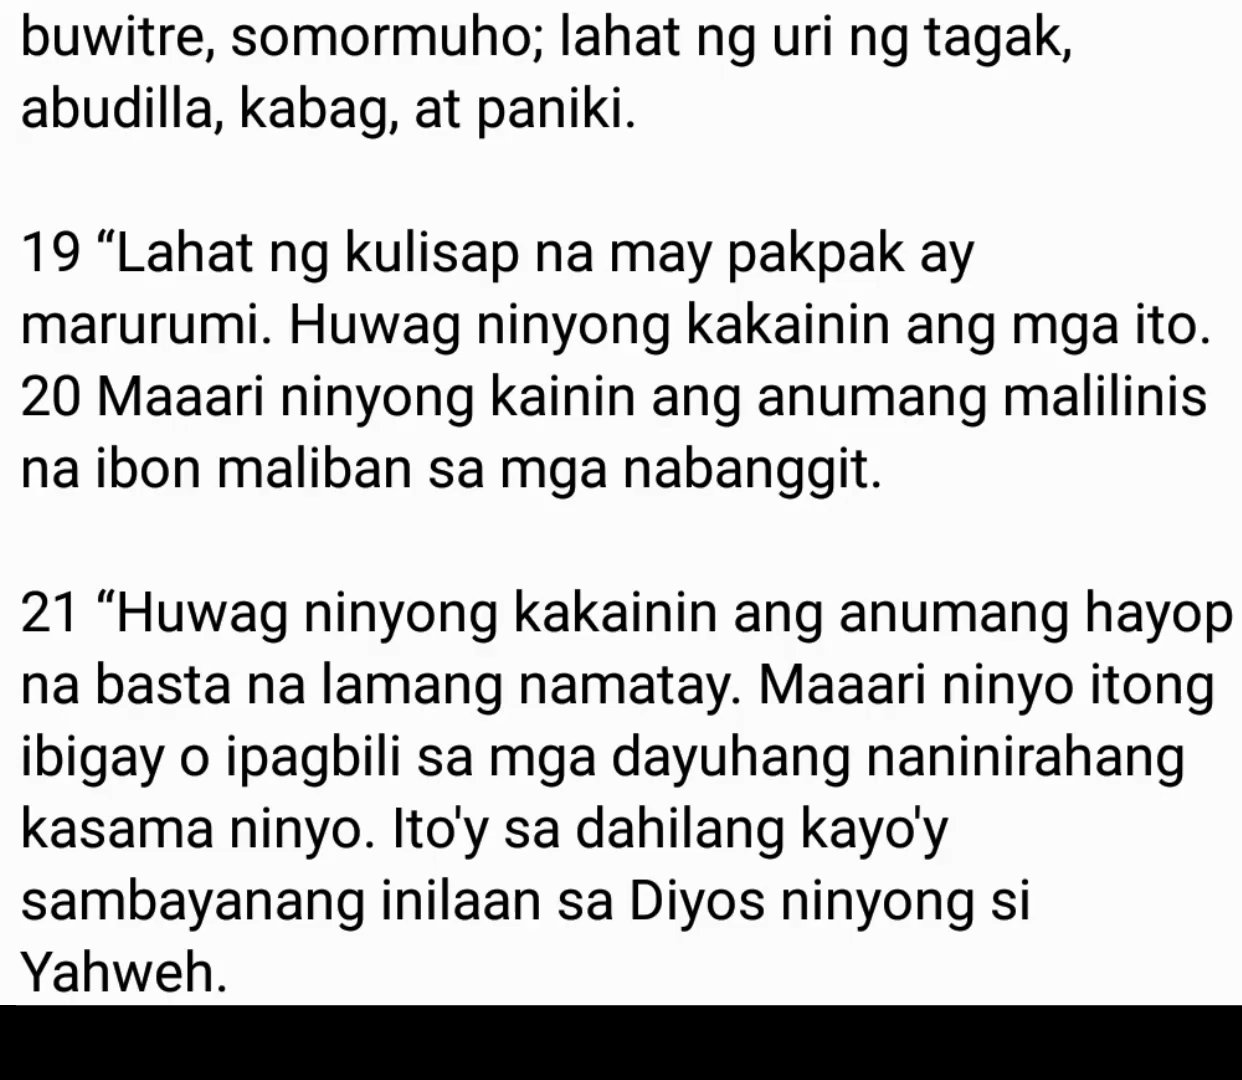 buwitre, somormuho; lahat ng uri ng tagak,
abudilla, kabag, at paniki.
19 “Lahat ng kulisap na may pakpak ay
marurumi. Huwag ninyong kakainin ang mga ito.
20 Maaari ninyong kainin ang anumang malilinis
na ibon maliban sa mga nabanggit.
21 “Huwag ninyong kakainin ang anumang hayop
na basta na lamang namatay. Maaari ninyo itong
ibigay o ipagbili sa mga dayuhang naninirahang
kasama ninyo. Ito'y sa dahilang kayo'y
sambayanang inilaan sa Diyos ninyong si
Yahweh.